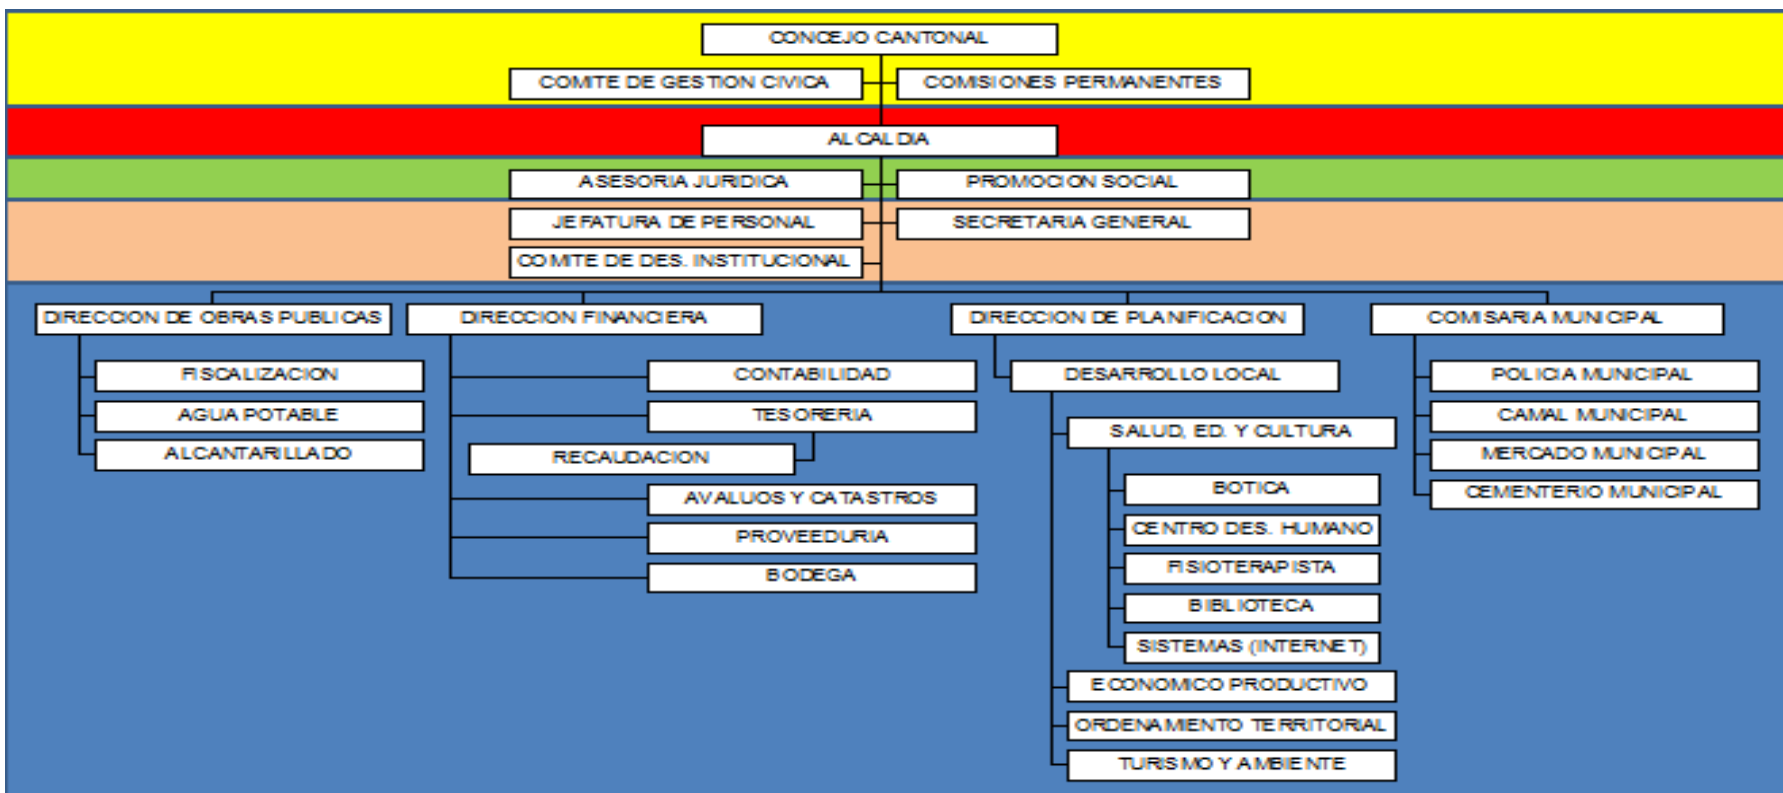 CONCEJO CANTONAL
COMITE DE GESTION CIVICA
COMISIONES PERMANENTES
ALCALDIA
ASESORIA JURIDICA
PROMOCION SOCIAL
JEFATURA DE PERSONAL
SECRETARIA GENERAL
COMITE DE DES. INSTITUCIONAL
DIRECCION DE OBRAS PUBLICAS
FISCALIZACION
AGUA POTABLE
ALCANTARILLADO
DIRECCION FINANCIERA
CONTABILIDAD
TESORERIA
RECAUDACION
AVALUOS Y CATASTROS
PROVEEDURIA
BODEGA
DIRECCION DE PLANIFICACION
DESARROLLO LOCAL
SALUD, ED. Y CULTURA
BOTICA
CENTRO DES. HUMANO
FISIOTERAPISTA
BIBLIOTECA
SISTEMAS (INTERNET)
ECONOMICO PRODUCTIVO
ORDENAMIENTO TERRITORIAL
TURISMO Y AMBIENTE
COMISARIA MUNICIPAL
POLICIA MUNICIPAL
CAMAL MUNICIPAL
MERCADO MUNICIPAL
CEMENTERIO MUNICIPAL